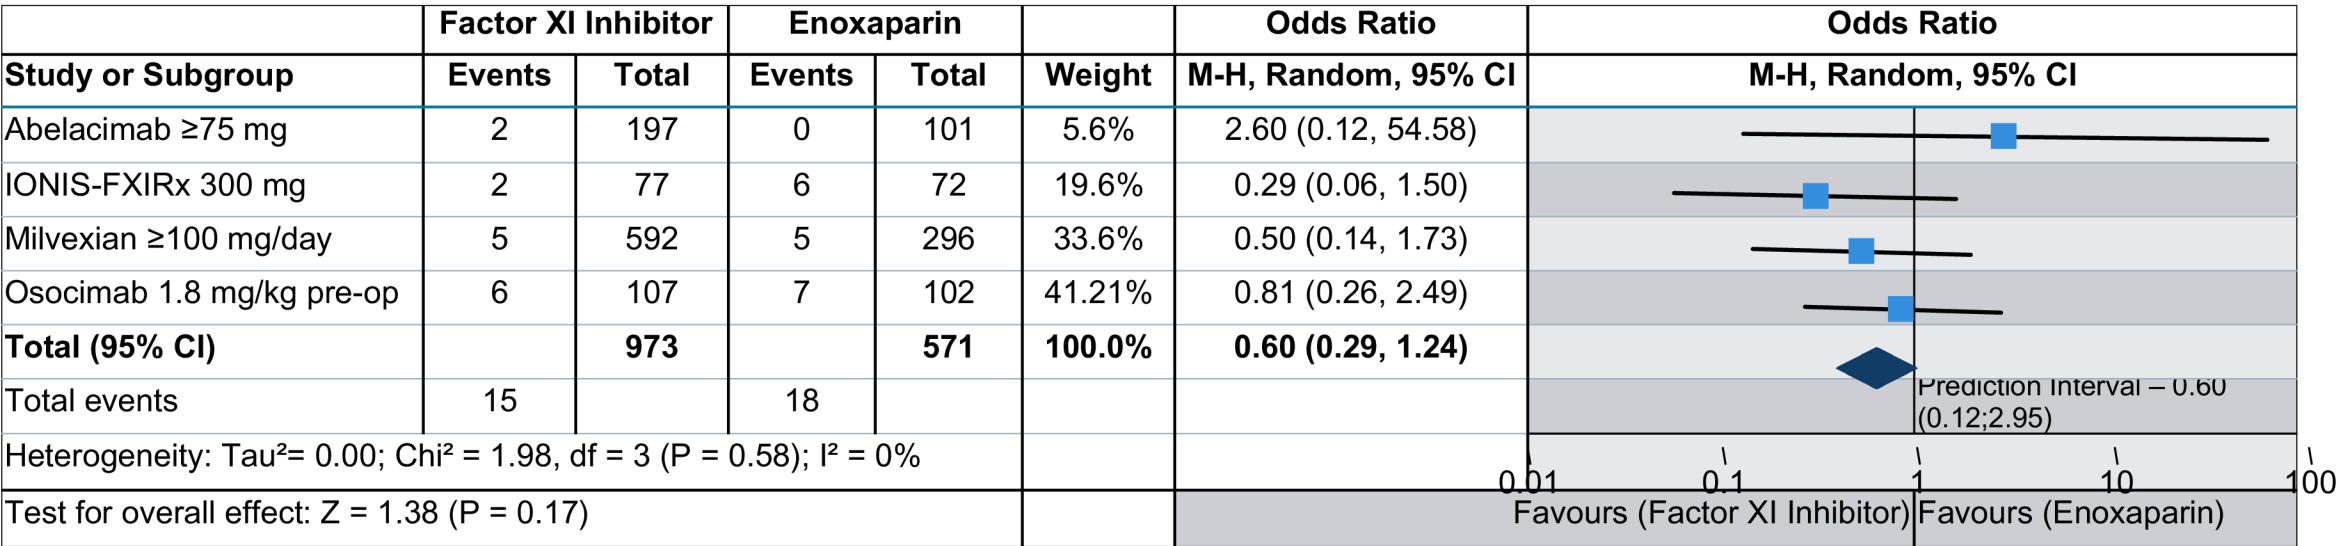 Factor XI Inhibitor Enoxaparin Odds Ratio Odds Ratio
Study or Subgroup Events Total Events Total Weight M-H, Random, 95% CI M-H, Random, 95% CI
Abelacimab ≥75 mg 2 197 0 101 5.6% 2.60 (0.12, 54.58)
IONIS-FXIRx 300 mg 2 77 6 72 19.6% 0.29 (0.06, 1.50)
Milvexian ≥100 mg/day 5 592 5 296 33.6% 0.50 (0.14, 1.73)
Osocimab 1.8 mg/kg pre-op 6 107 7 102 41.21% 0.81 (0.26, 2.49)
Total (95% CI) 973 571 100.0% 0.60 (0.29, 1.24)
Total events 15 18
Prediction Interval – 0.60
(0.12;2.95)
Heterogeneity: Tau²= 0.00; Chi² = 1.98, df = 3 (P = 0.58); I² = 0%
0.01 0.1 1 10 100
Test for overall effect: Z = 1.38 (P = 0.17) Favours (Factor XI Inhibitor) Favours (Enoxaparin)